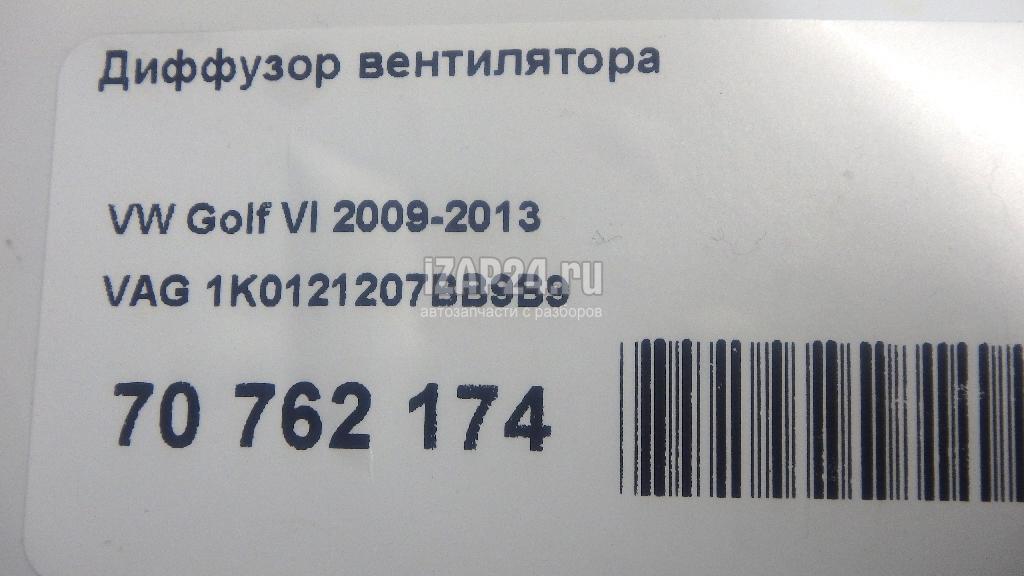 Диффузор вентилятора
VW Golf VI 2009-2013
iZAP24.ru
VAG 1K0121207BB9B9
автозапчасти с разборов
70 762 174